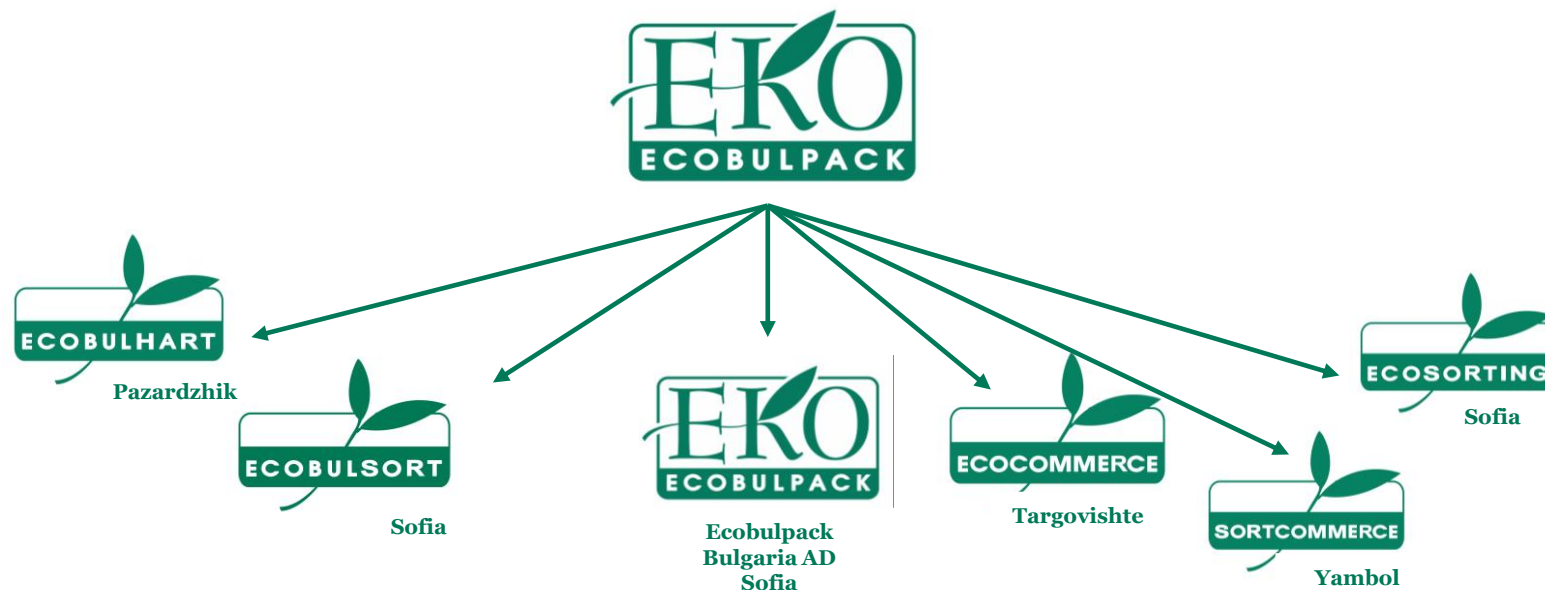 EKO
ECOBULPACK
ECOBULHART
Pazardzhik
ECOBULSORT
Sofia
EKO
ECOBULPACK
Ecobulpack
Bulgaria AD
Sofia
ECOCOMMERCE
Targovishte
SORTCOMMERCE
Yambol
ECOSORTING
Sofia